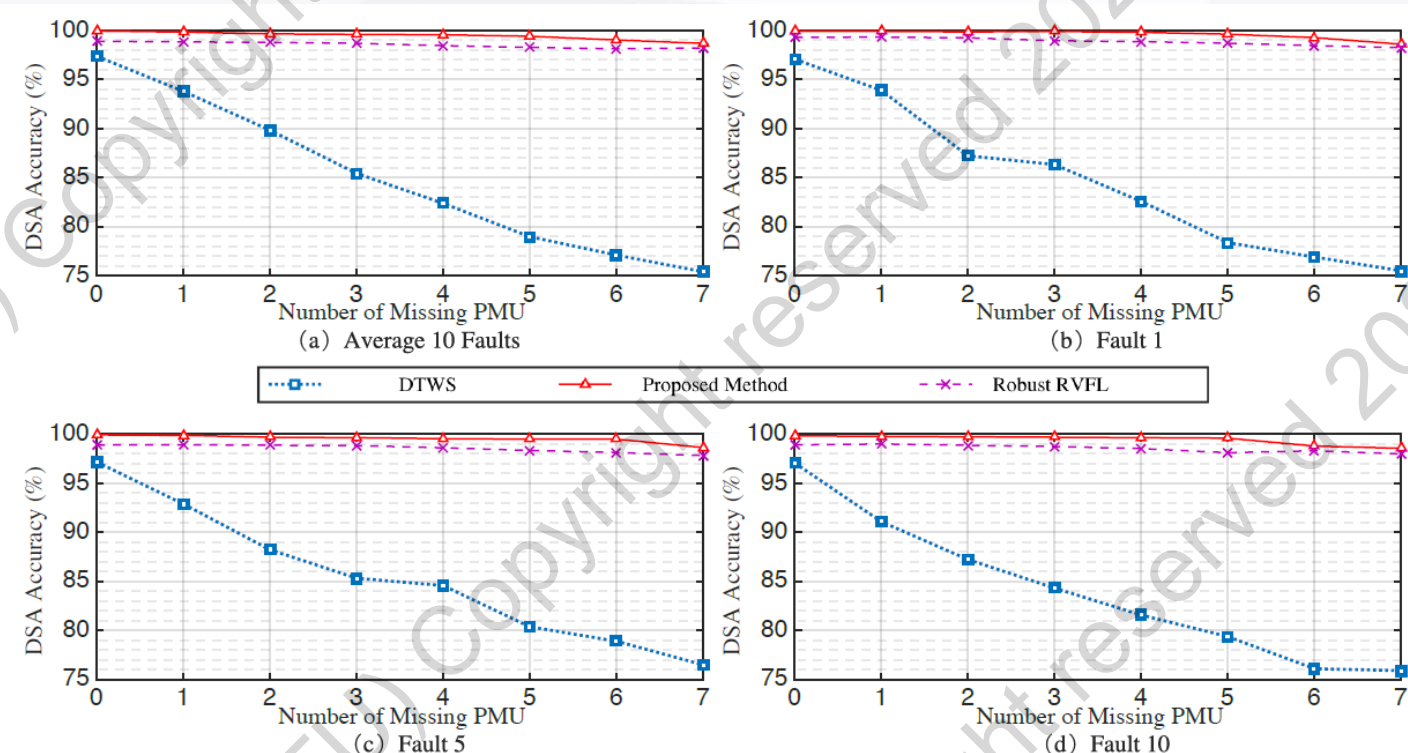 100
95
90
85
80
75
DSA Accuracy (%)
0 1 2 3 4 5 6 7
Number of Missing PMU
(a) Average 10 Faults
100
95
90
85
80
75
DSA Accuracy (%)
0 1 2 3 4 5 6 7
Number of Missing PMU
(b) Fault 1
DTWS Proposed Method Robust RVFL
100
95
90
85
80
75
DSA Accuracy (%)
0 1 2 3 4 5 6 7
Number of Missing PMU
(c) Fault 5
100
95
90
85
80
75
DSA Accuracy (%)
0 1 2 3 4 5 6 7
Number of Missing PMU
(d) Fault 10
) Copyright reserved 202
) Copyright reserved 20